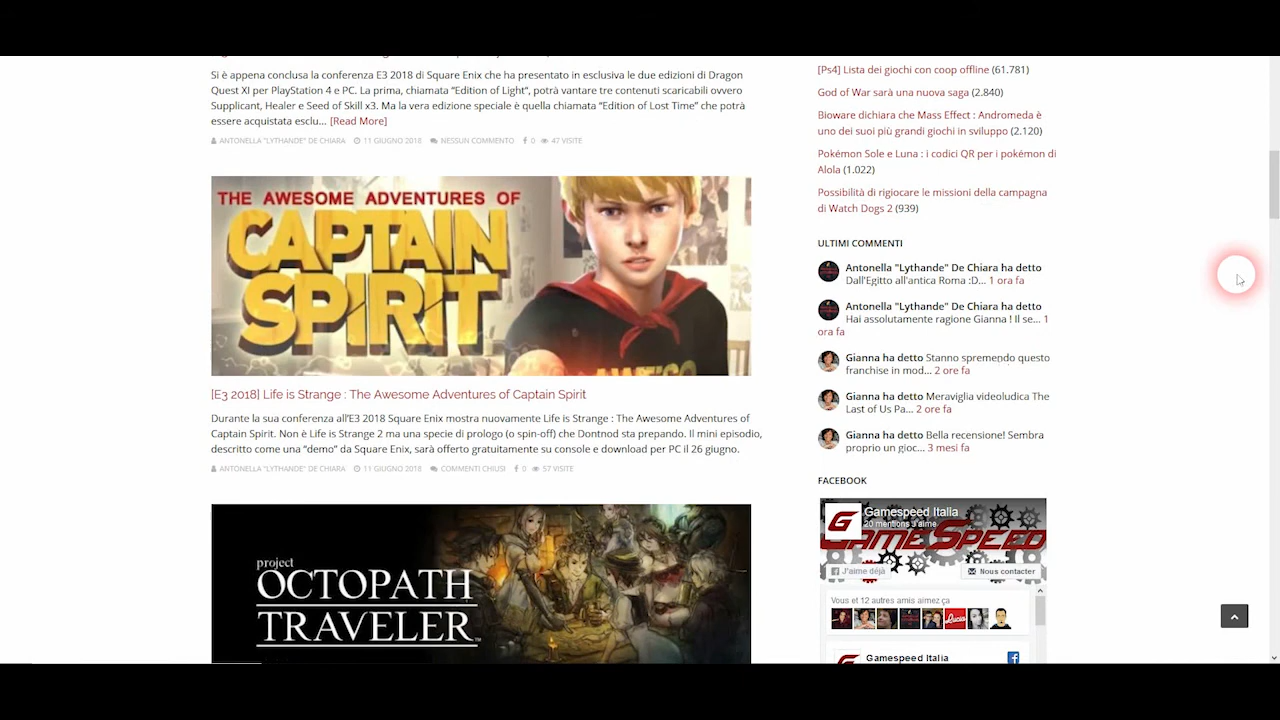 Si è appena conclusa la conferenza E3 2018 di Square Enix che ha presentato in esclusiva le due edizioni di Dragon
Quest XI per PlayStation 4 e PC. La prima, chiamata “Edition of Light”, potrà vantare tre contenuti scaricabili ovvero
Supplicant, Healer e Seed of Skill x3. Ma la vera edizione speciale è quella chiamata “Edition of Lost Time” che potrà
essere acquistata esclu... [Read More]
ANTONELLA "LYTHANDE" DE CHIARA 11 GIUGNO 2018 NESSUN COMMENTO 0 47 VISITE
THE AWESOME ADVENTURES OF
CAPTAIN
SPIRIT
[E3 2018] Life is Strange : The Awesome Adventures of Captain Spirit
Durante la sua conferenza all’E3 2018 Square Enix mostra nuovamente Life is Strange : The Awesome Adventures of
Captain Spirit. Non è Life is Strange 2 ma una specie di prologo (o spin-off) che Dontnod sta prepando. Il mini episodio,
descritto come una “demo” da Square Enix, sarà offerto gratuitamente su console e download per PC il 26 giugno.
ANTONELLA "LYTHANDE" DE CHIARA 11 GIUGNO 2018 COMMENTI CHIUSI 0 57 VISITE
project
OCTOPATH
TRAVELER
[Ps4] Lista dei giochi con coop offline (61.781)
God of War sarà una nuova saga (2.840)
Bioware dichiara che Mass Effect : Andromeda è
uno dei suoi più grandi giochi in sviluppo (2.120)
Pokémon Sole e Luna : i codici QR per i pokémon di
Alola (1.022)
Possibilità di rigiocare le missioni della campagna
di Watch Dogs 2 (939)
ULTIMI COMMENTI
Antonella "Lythande" De Chiara ha detto
Dall'Egitto all'antica Roma :D... 1 ora fa
Antonella "Lythande" De Chiara ha detto
Hai assolutamente ragione Gianna ! Il se... 1
ora fa
Gianna ha detto Stanno spremendo questo
franchise in mod... 2 ore fa
Gianna ha detto Meraviglia videoludica The
Last of Us Pa... 2 ore fa
Gianna ha detto Bella recensione! Sembra
proprio un gioc... 3 mesi fa
FACEBOOK
Gamespeed Italia
20 mentions J'aime
GAMESPEED
J'aime déjà
Nous contacter
Vous et 12 autres amis aimez ça
Gamespeed Italia